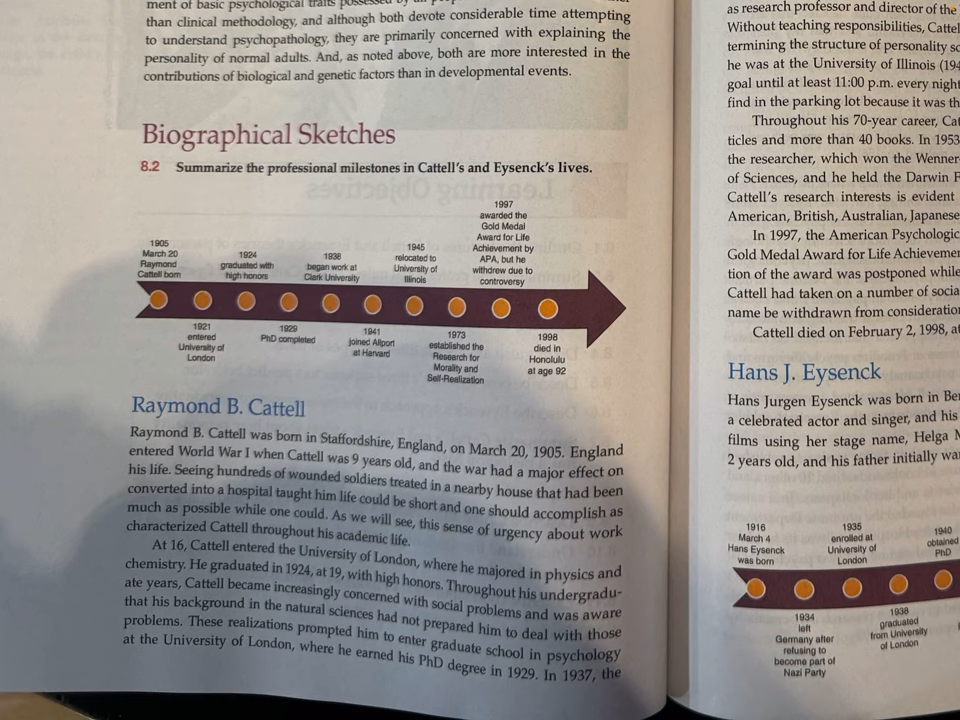 ment of basic psychological traits possessed by all
than clinical methodology, and although both devote considerable time attempting
to understand psychopathology, they are primarily concerned with explaining the
personality of normal adults. And, as noted above, both are more interested in the
contributions of biological and genetic factors than in developmental events.
Biographical Sketches
8.2 Summarize the professional milestones in Cattell's and Eysenck's lives.
1905
March 20
Raymond
Cattell born
1921
entered
University of
London
1924
graduated with
high honors
1929
PhD completed
1938
began work at
Clark University
1941
joined Allport
at Harvard
1945
relocated to
University of
Illinois
1973
established the
Research for
Morality and
Self-Realization
1997
awarded the
Gold Medal
Award for Life
Achievement by
APA, but he
withdrew due to
controversy
1998
died in
Honolulu
at age 92
Raymond B. Cattell
Raymond B. Cattell was born in Staffordshire, England, on March 20, 1905. England
entered World War I when Cattell was 9 years old, and the war had a major effect on
his life. Seeing hundreds of wounded soldiers treated in a nearby house that had been
converted into a hospital taught him life could be short and one should accomplish as
much as possible while one could. As we will see, this sense of urgency about work
characterized Cattell throughout his academic life.
At 16, Cattell entered the University of London, where he majored in physics and
chemistry. He graduated in 1924, at 19, with high honors. Throughout his undergradu-
ate years, Cattell became increasingly concerned with social problems and was aware
that his background in the natural sciences had not prepared him to deal with those
problems. These realizations prompted him to enter graduate school in psychology
at the University of London, where he earned his PhD degree in 1929. In 1937, the
as research professor and director of the
Without teaching responsibilities, Cattel
termining the structure of personality so
he was at the University of Illinois (194
goal until at least 11:00 p.m. every night
find in the parking lot because it was th
Throughout his 70-year career, Cat
ticles and more than 40 books. In 1953
the researcher, which won the Wenner-
of Sciences, and he held the Darwin F
Cattell's research interests is evident
American, British, Australian, Japanese
In 1997, the American Psychologic
Gold Medal Award for Life Achievemen
tion of the award was postponed while
Cattell had taken on a number of socia
name be withdrawn from consideration
Cattell died on February 2, 1998, at
Hans J. Eysenck
Hans Jurgen Eysenck was born in Ber
a celebrated actor and singer, and his
films using her stage name, Helga M
2 years old, and his father initially wa
1916
March 4
Hans Eysenck
was born
1934
left
Germany after
refusing to
become part of
Nazi Party
1935
enrolled at
University of
London
1938
graduated
from University
of London
1940
obtained
PhD